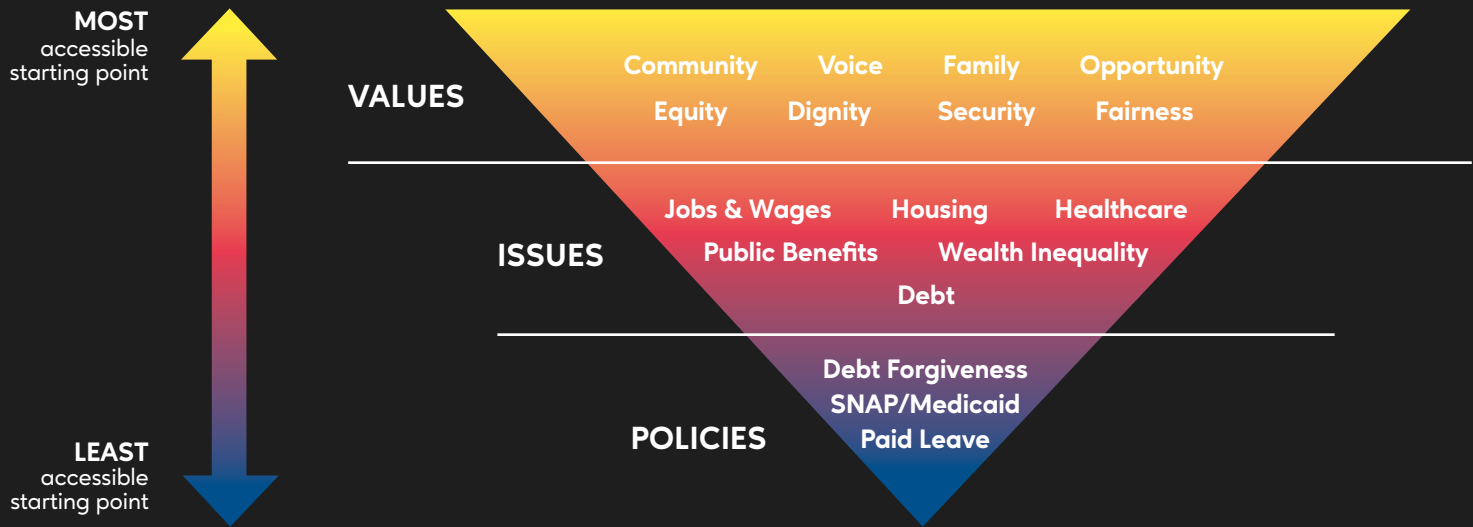 MOST
accessible
starting point
VALUES
Community Voice Family Opportunity
Equity Dignity Security Fairness
ISSUES
Jobs & Wages Housing Healthcare
Public Benefits Wealth Inequality
Debt
POLICIES
Debt Forgiveness
SNAP/Medicaid
Paid Leave
LEAST
accessible
starting point